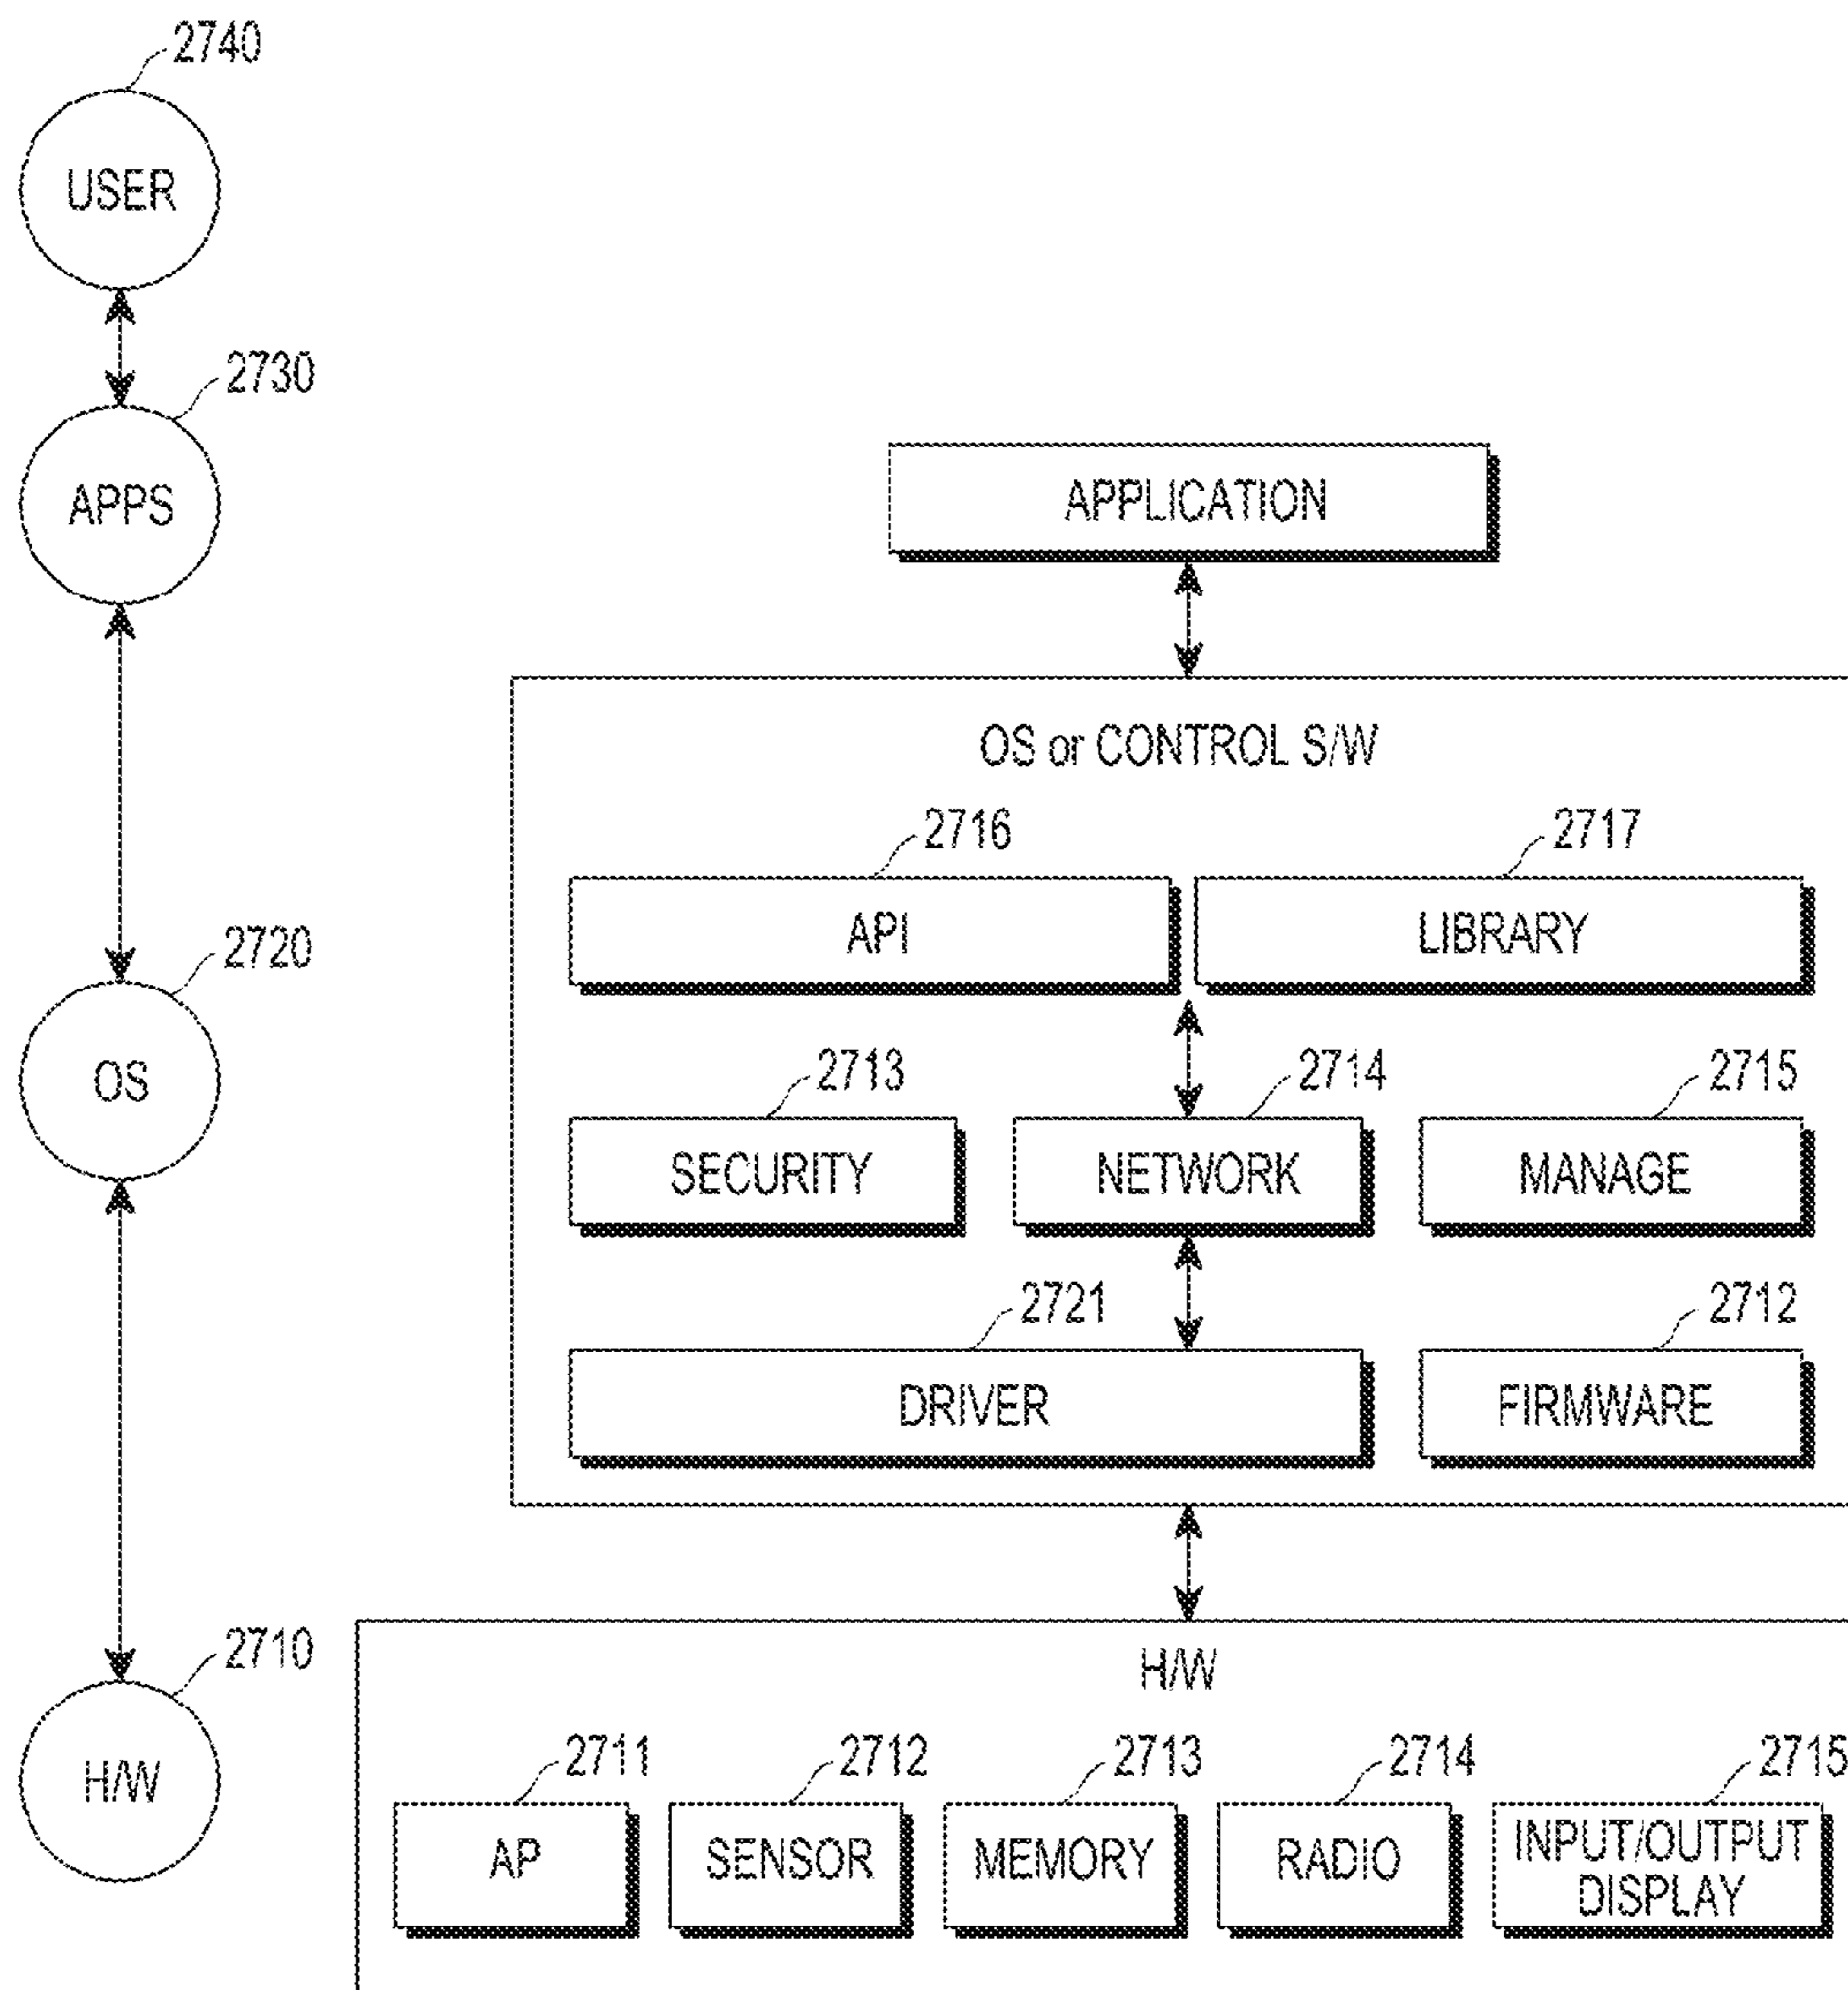 2740
USER
2730
APPS
APPLICATION
OS or CONTROL S/W
2716
2717
API
LIBRARY
2720
OS
2713
2714
2715
SECURITY
NETWORK
MANAGE
2721
2712
DRIVER
FIRMWARE
2710
H/W
H/W
2711
2712
2713
2714
2715
AP
SENSOR
MEMORY
RADIO
INPUT/OUTPUT
DISPLAY